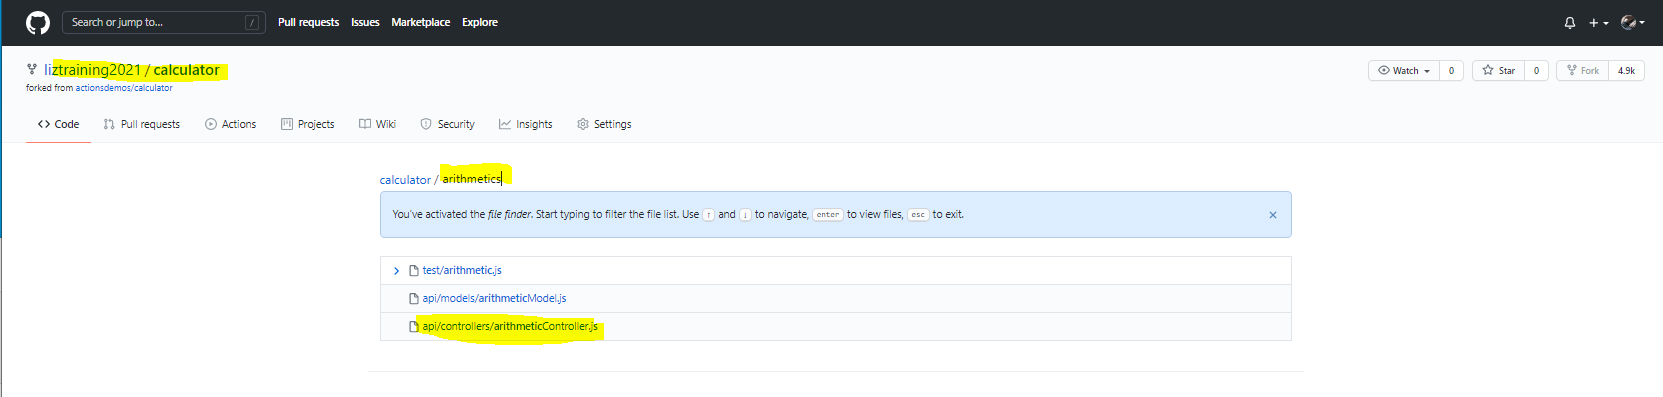 Search or jump to... / Pull requests Issues Marketplace Explore
liztraining2021 / calculator Watch 0 Star 0 Fork 4.9k
forked from actionsdemos/calculator
Code Pull requests Actions Projects Wiki Security Insights Settings
calculator / arithmetics
You've activated the file finder. Start typing to filter the file list. Use ↑ and ↓ to navigate, enter to view files, esc to exit. ×
test/arithmetic.js
api/models/arithmeticModel.js
api/controllers/arithmeticController.js